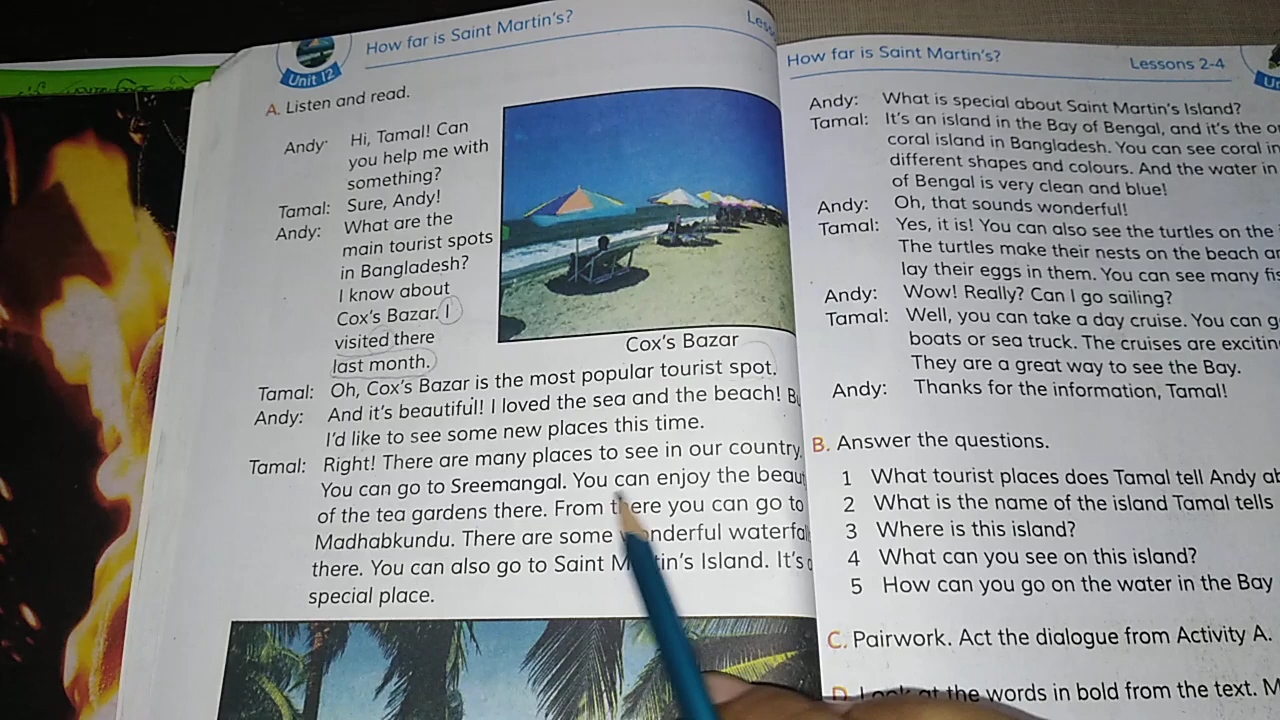 How far is Saint Martin's?
Unit 12
A. Listen and read.
Andy: Hi, Tamal! Can
you help me with
something?
Tamal: Sure, Andy!
Andy: What are the
main tourist spots
in Bangladesh?
I know about
Cox's Bazar. I
visited there
last month.
Cox's Bazar
Tamal: Oh, Cox's Bazar is the most popular tourist spot.
Andy: And it's beautiful! I loved the sea and the beach!
I'd like to see some new places this time.
Tamal: Right! There are many places to see in our country.
You can go to Sreemangal. You can enjoy the
of the tea gardens there. From there you can go to
Madhabkundu. There are some wonderful
there. You can also go to Saint Martin's Island. It's
special place.
How far is Saint Martin's?
Lessons 2-4
Andy: What is special about Saint Martin's Island?
Tamal: It's an island in the Bay of Bengal, and it's the
coral island in Bangladesh. You can see coral in
different shapes and colours. And the water in
of Bengal is very clean and blue!
Andy: Oh, that sounds wonderful!
Tamal: Yes, it is! You can also see the turtles on the
The turtles make their nests on the beach
lay their eggs in them. You can see many
Andy: Wow! Really? Can I go sailing?
Tamal: Well, you can take a day cruise. You can
boats or sea truck. The cruises are
They are a great way to see the Bay.
Andy: Thanks for the information, Tamal!
B. Answer the questions.
1 What tourist places does Tamal tell Andy
2 What is the name of the island Tamal tells
3 Where is this island?
4 What can you see on this island?
5 How can you go on the water in the Bay
C. Pairwork. Act the dialogue from Activity A.
D. Look at the words in bold from the text.